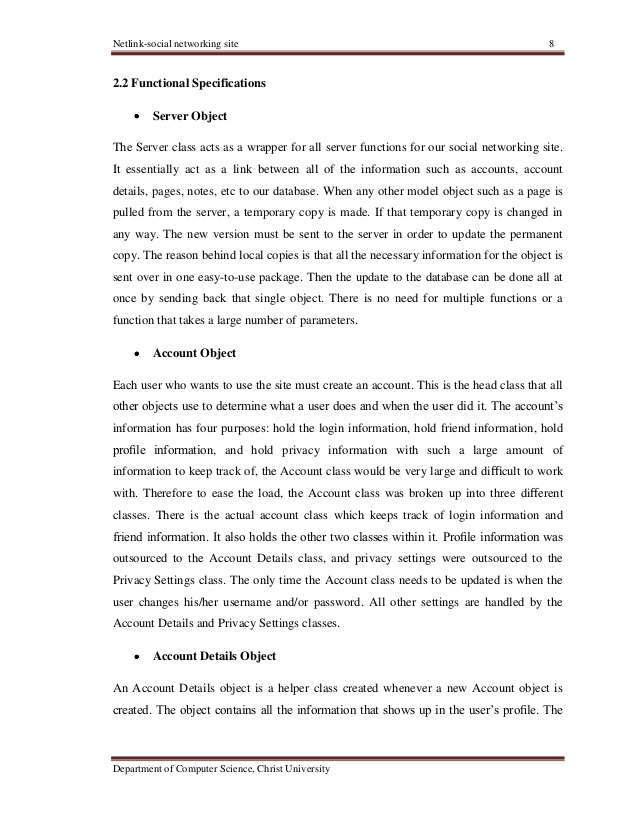 Netlink-social networking site 8
2.2 Functional Specifications
• Server Object
The Server class acts as a wrapper for all server functions for our social networking site.
It essentially act as a link between all of the information such as accounts, account
details, pages, notes, etc to our database. When any other model object such as a page is
pulled from the server, a temporary copy is made. If that temporary copy is changed in
any way. The new version must be sent to the server in order to update the permanent
copy. The reason behind local copies is that all the necessary information for the object is
sent over in one easy-to-use package. Then the update to the database can be done all at
once by sending back that single object. There is no need for multiple functions or a
function that takes a large number of parameters.
• Account Object
Each user who wants to use the site must create an account. This is the head class that all
other objects use to determine what a user does and when the user did it. The account's
information has four purposes: hold the login information, hold friend information, hold
profile information, and hold privacy information with such a large amount of
information to keep track of, the Account class would be very large and difficult to work
with. Therefore to ease the load, the Account class was broken up into three different
classes. There is the actual account class which keeps track of login information and
friend information. It also holds the other two classes within it. Profile information was
outsourced to the Account Details class, and privacy settings were outsourced to the
Privacy Settings class. The only time the Account class needs to be updated is when the
user changes his/her username and/or password. All other settings are handled by the
Account Details and Privacy Settings classes.
• Account Details Object
An Account Details object is a helper class created whenever a new Account object is
created. The object contains all the information that shows up in the user's profile. The
Department of Computer Science, Christ University